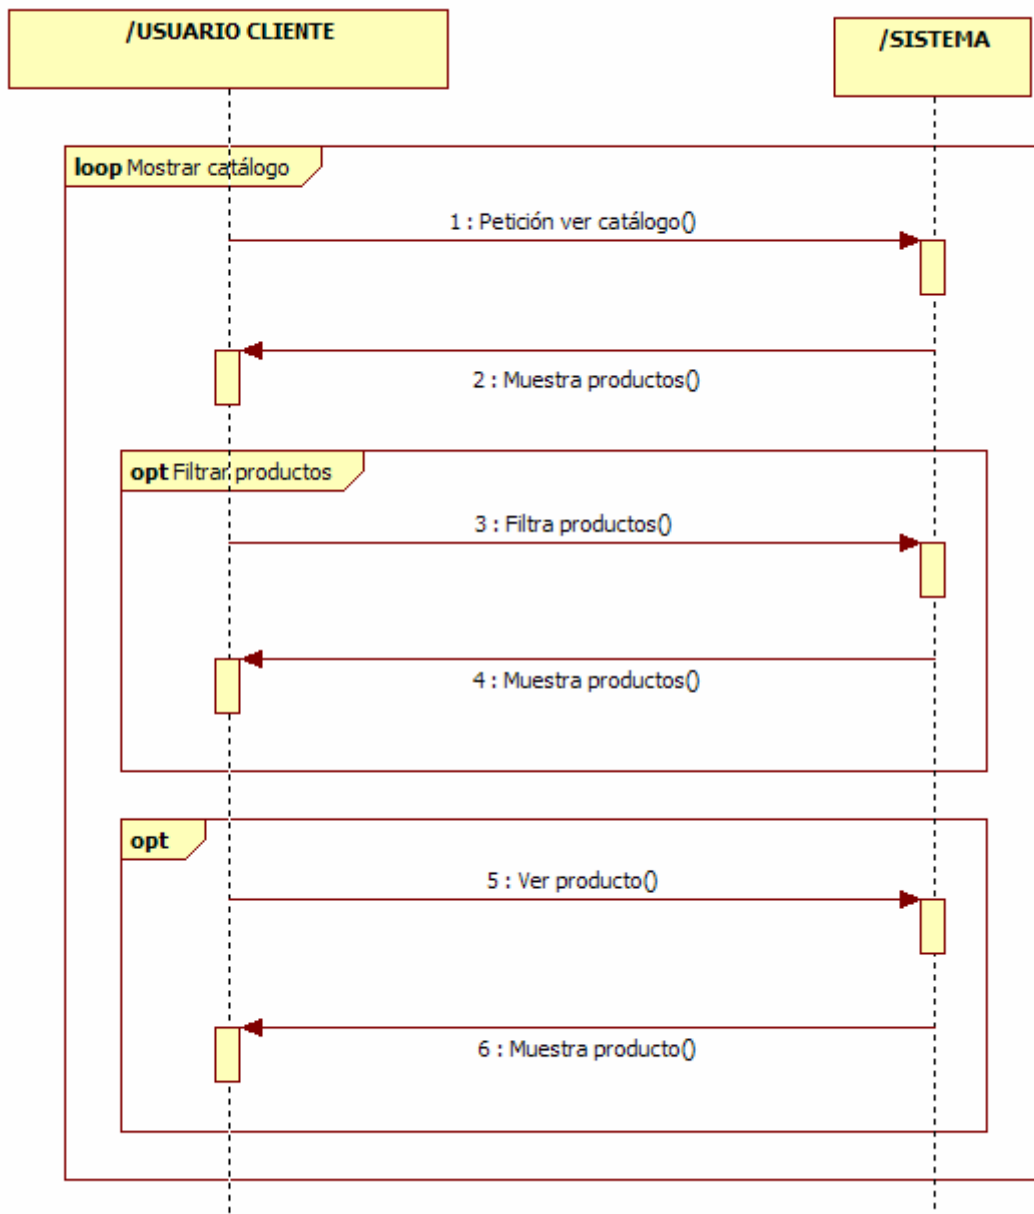 /USUARIO CLIENTE
/SISTEMA
loop Mostrar catálogo
1 : Petición ver catálogo()
2 : Muestra productos()
opt Filtrar productos
3 : Filtra productos()
4 : Muestra productos()
opt
5 : Ver producto()
6 : Muestra producto()